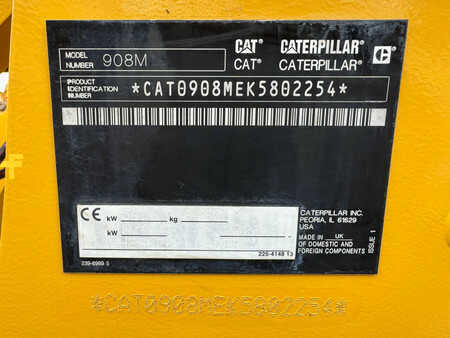 MODEL NUMBER 908M
CAT CATERPILLAR C
CAT® CATERPILLAR®
PRODUCT IDENTIFICATION NUMBER *CAT0908MEK5802254*
CE kW kg
kW
225-4148 13
CATERPILLAR INC.
PEORIA, IL 61629
USA
MADE IN UK
OF DOMESTIC AND
FOREIGN COMPONENTS
ISSUE 1
*CAT0908MEK5802254*